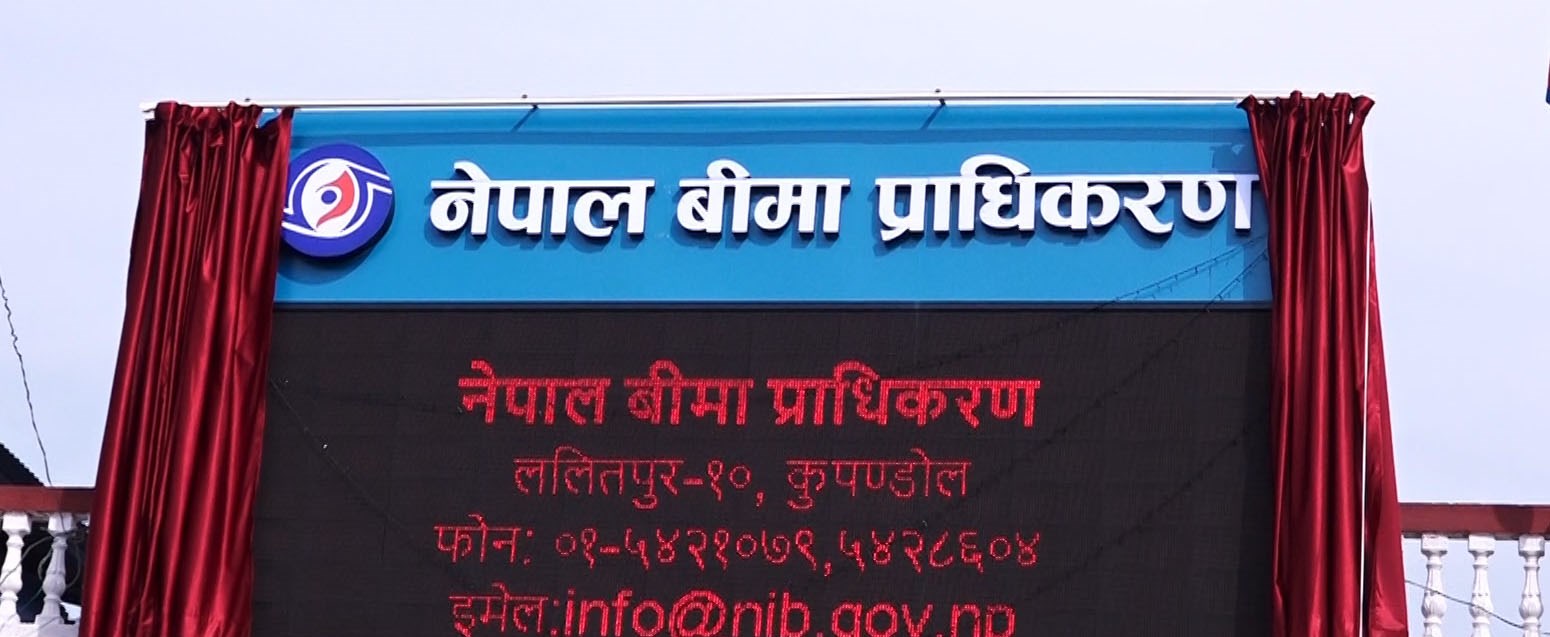 नेपाल बीमा प्राधिकरण
नेपाल बीमा प्राधिकरण
ललितपुर-१०, कुपण्डोल
फोन: ०१-५४२१०७९,५४२८६०४
इमेल:info@nib.gov.np